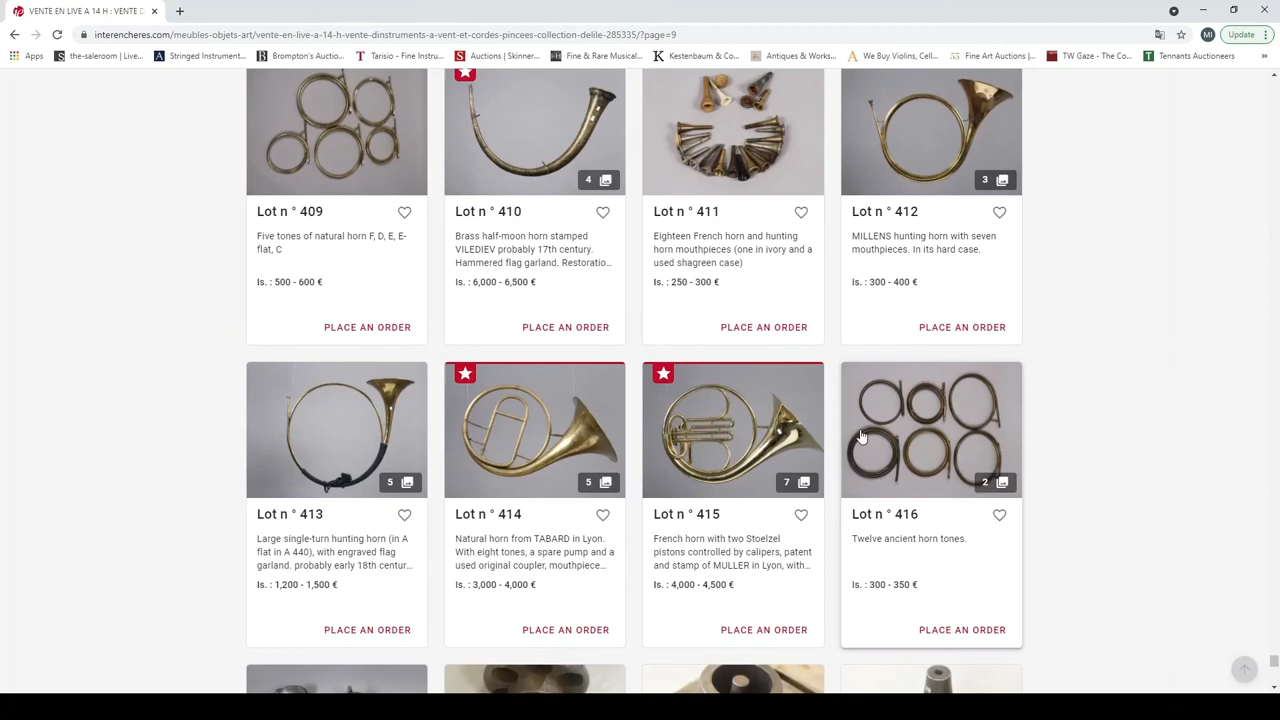 VENTE EN LIVE A 14 H : VENTE D
interencheres.com/meubles-objets-art/vente-en-live-a-14-h-vente-dinstruments-a-vent-et-cordes-pincees-collection-delile-285335/?page=9
MI
Update
Apps
the-saleroom | Live...
Stringed Instrument...
Brompton's Auctio...
Tarisio - Fine Instru...
Auctions | Skinner...
Fine & Rare Musical...
Kestenbaum & Co...
Antiques & Works...
We Buy Violins, Cell...
Fine Art Auctions |...
TW Gaze - The Co...
Tennants Auctioneers
»
4
3
Lot n ° 409
Lot n ° 410
Lot n ° 411
Lot n ° 412
Five tones of natural horn F, D, E, E-
flat, C
Brass half-moon horn stamped
VILEDIEV probably 17th century.
Hammered flag garland. Restoratio...
Eighteen French horn and hunting
horn mouthpieces (one in ivory and a
used shagreen case)
MILLENS hunting horn with seven
mouthpieces. In its hard case.
Is. : 500 - 600 €
Is. : 6,000 - 6,500 €
Is. : 250 - 300 €
Is. : 300 - 400 €
PLACE AN ORDER
PLACE AN ORDER
PLACE AN ORDER
PLACE AN ORDER
5
5
7
2
Lot n ° 413
Lot n ° 414
Lot n ° 415
Lot n ° 416
Large single-turn hunting horn (in A
flat in A 440), with engraved flag
garland. probably early 18th centur...
Natural horn from TABARD in Lyon.
With eight tones, a spare pump and a
used original coupler, mouthpiece...
French horn with two Stoelzel
pistons controlled by calipers, patent
and stamp of MULLER in Lyon, with...
Twelve ancient horn tones.
Is. : 1,200 - 1,500 €
Is. : 3,000 - 4,000 €
Is. : 4,000 - 4,500 €
Is. : 300 - 350 €
PLACE AN ORDER
PLACE AN ORDER
PLACE AN ORDER
PLACE AN ORDER